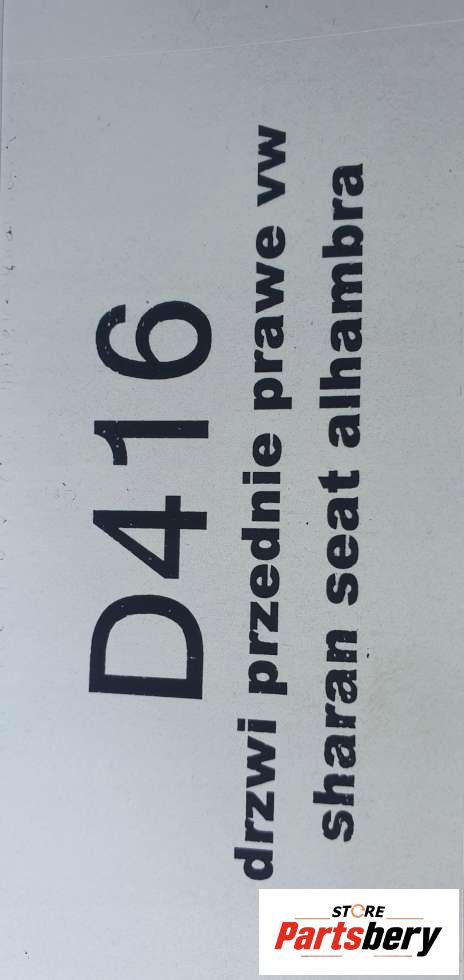 D416
drzwi przednie prawe vw
sharan seat alhambra
STORE
Partsbery